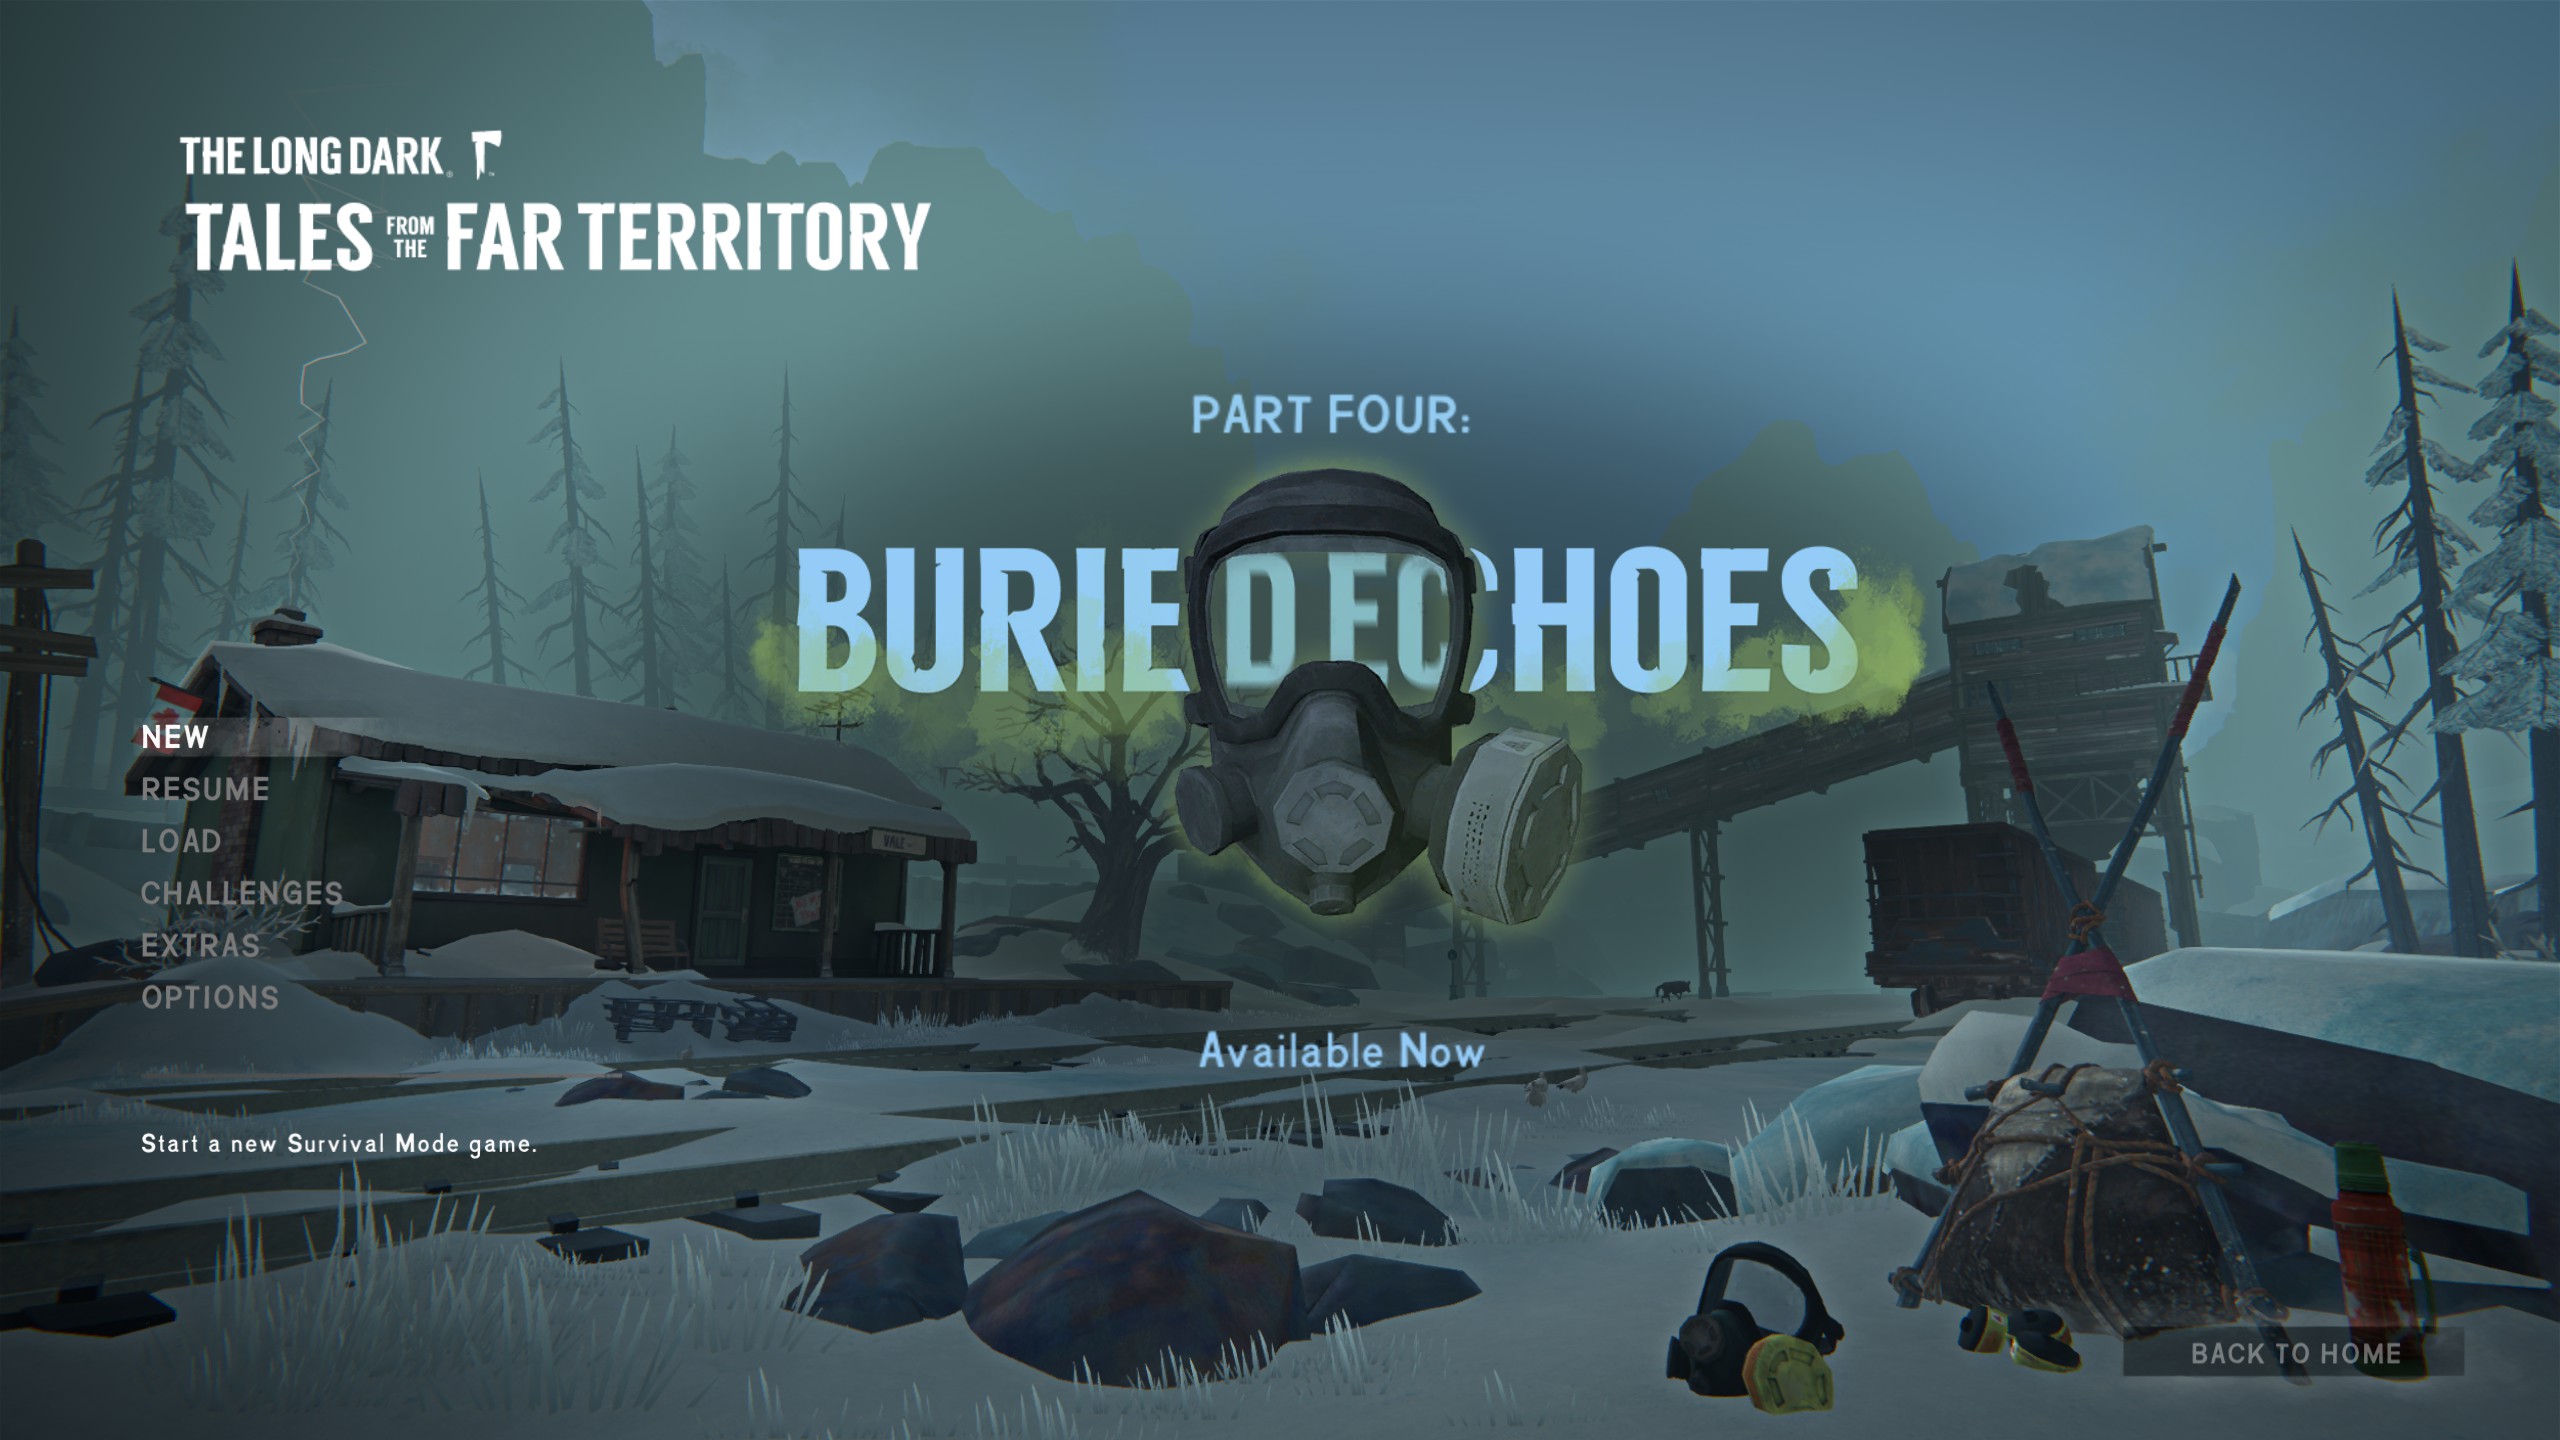 THE LONG DARK
TALES FROM THE FAR TERRITORY
PART FOUR:
BURIED ECHOES
NEW
RESUME
LOAD
CHALLENGES
EXTRAS
OPTIONS
Available Now
Start a new Survival Mode game.
BACK TO HOME